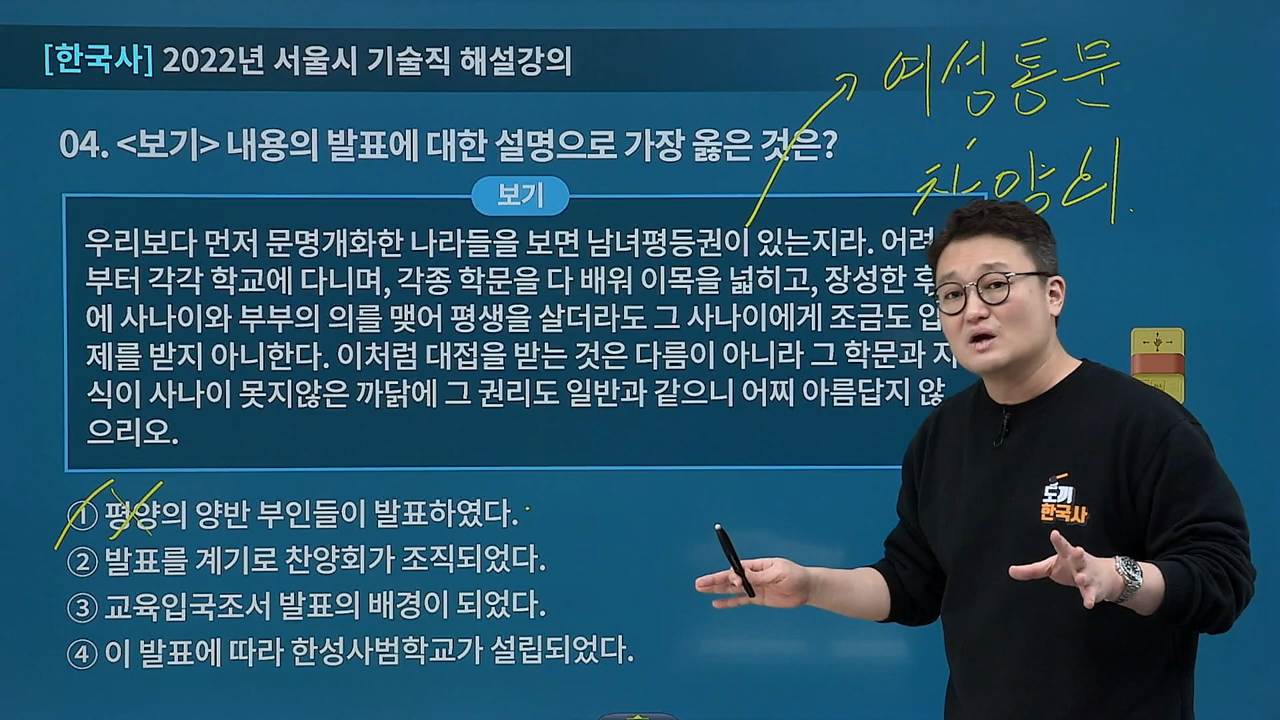 [한국사] 2022년 서울시 기술직 해설강의
여성통문
찬양회.
04. <보기> 내용의 발표에 대한 설명으로 가장 옳은 것은?
보기
우리보다 먼저 문명개화한 나라들을 보면 남녀평등권이 있는지라. 어려
부터 각각 학교에 다니며, 각종 학문을 다 배워 이목을 넓히고, 장성한 후
에 사나이와 부부의 의를 맺어 평생을 살더라도 그 사나이에게 조금도 압
제를 받지 아니한다. 이처럼 대접을 받는 것은 다름이 아니라 그 학문과 지
식이 사나이 못지않은 까닭에 그 권리도 일반과 같으니 어찌 아름답지 않
으리오.
① 평양의 양반 부인들이 발표하였다.
② 발표를 계기로 찬양회가 조직되었다.
③ 교육입국조서 발표의 배경이 되었다.
④ 이 발표에 따라 한성사범학교가 설립되었다.
도끼
한국사